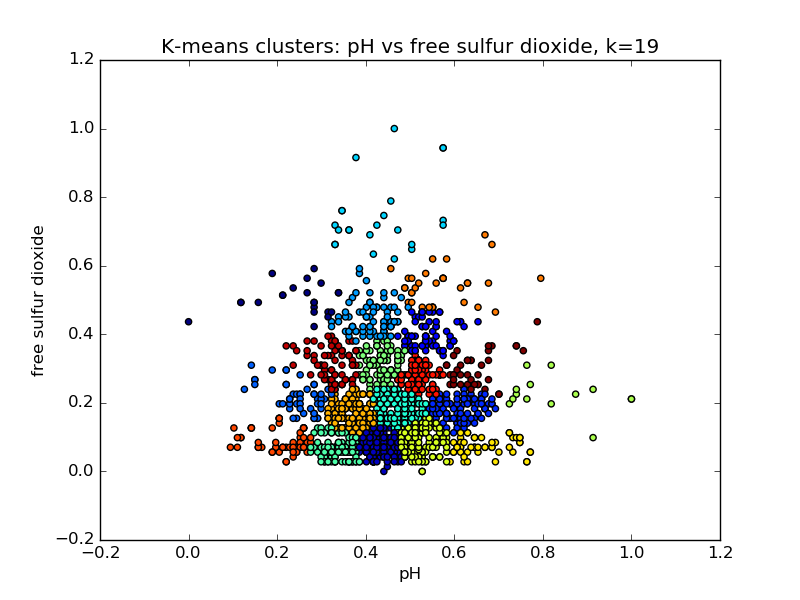 K-means clusters: pH vs free sulfur dioxide, k=19
1.2
1.0
0.8
0.6
0.4
0.2
0.0
−0.2
free sulfur dioxide
−0.2 0.0 0.2 0.4 0.6 0.8 1.0 1.2
pH